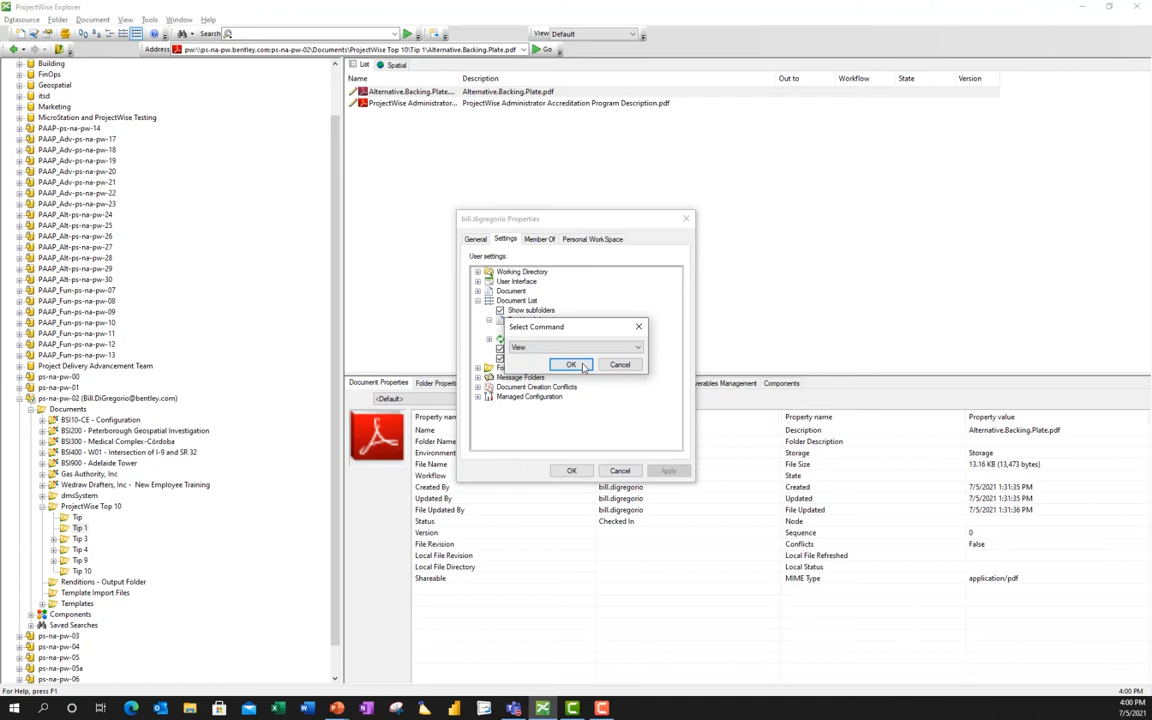 ProjectWise Explorer
Datasource Folder Document View Tools Window Help
Search View Default
Address pw:\\ps-na-pw.bentley.com:ps-na-pw-02\Documents\ProjectWise Top 10\Tip 1\Alternative.Backing.Plate.pdf Go
Building
FinOps
Geospatial
itsd
Marketing
MicroStation and ProjectWise Testing
PAAP-ps-na-pw-14
PAAP_Adv-ps-na-pw-17
PAAP_Adv-ps-na-pw-18
PAAP_Adv-ps-na-pw-19
PAAP_Adv-ps-na-pw-20
PAAP_Adv-ps-na-pw-21
PAAP_Adv-ps-na-pw-22
PAAP_Adv-ps-na-pw-23
PAAP_Alt-ps-na-pw-24
PAAP_Alt-ps-na-pw-25
PAAP_Alt-ps-na-pw-26
PAAP_Alt-ps-na-pw-27
PAAP_Alt-ps-na-pw-28
PAAP_Alt-ps-na-pw-29
PAAP_Alt-ps-na-pw-30
PAAP_Fun-ps-na-pw-07
PAAP_Fun-ps-na-pw-08
PAAP_Fun-ps-na-pw-09
PAAP_Fun-ps-na-pw-10
PAAP_Fun-ps-na-pw-11
PAAP_Fun-ps-na-pw-12
PAAP_Fun-ps-na-pw-13
Project Delivery Advancement Team
ps-na-pw-00
ps-na-pw-01
ps-na-pw-02 (Bill.DiGregorio@bentley.com)
Documents
BSI10-CE - Configuration
BSI200 - Peterborough Geospatial Investigation
BSI300 - Medical Complex-Córdoba
BSI400 - W01 - Intersection of I-9 and SR 32
BSI900 - Adelaide Tower
Gas Authority, Inc
Wedraw Drafters, Inc - New Employee Training
dmsSystem
ProjectWise Top 10
Tip
Tip 1
Tip 3
Tip 4
Tip 9
Tip 10
Renditions - Output Folder
Template Import Files
Templates
Components
Saved Searches
ps-na-pw-03
ps-na-pw-04
ps-na-pw-05
ps-na-pw-05a
ps-na-pw-06
List Spatial
Name Description Out to Workflow State Version
Alternative.Backing.Plate.... Alternative.Backing.Plate.pdf
ProjectWise Administrator... ProjectWise Administrator Accreditation Program Description.pdf
bill.digregorio Properties
General Settings Member Of Personal WorkSpace
User settings:
Working Directory
User Interface
Document
Document List
Show subfolders
Select Command
View
OK Cancel
Message Folders
Document Creation Conflicts
Managed Configuration
OK Cancel Apply
Document Properties Folder Properti Management Components
<Default>
Property name Property value
Name Description Alternative.Backing.Plate.pdf
Folder Name Folder Description
Environment Storage Storage
File Name File Size 13.16 KB (13,473 bytes)
Workflow State
Created By bill.digregorio Created 7/5/2021 1:31:35 PM
Updated By bill.digregorio Updated 7/5/2021 1:31:35 PM
File Updated By bill.digregorio File Updated 7/5/2021 1:31:36 PM
Status Checked In Node
Version Sequence 0
File Revision Conflicts False
Local File Revision Local File Refreshed
Local File Directory Local Status
Shareable MIME Type application/pdf
For Help, press F1 4:00 PM
4:00 PM
7/5/2021